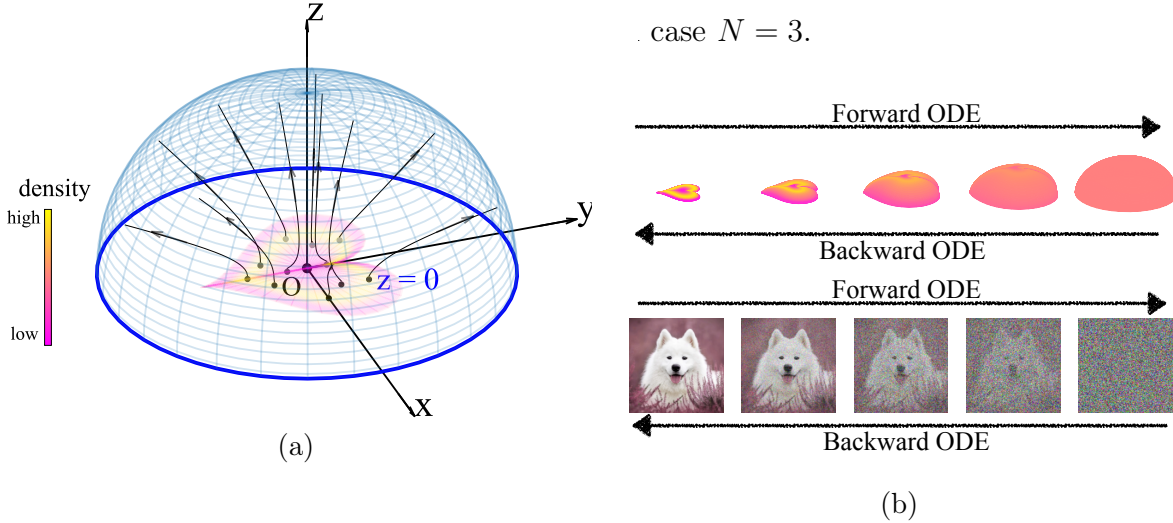 z
density
high
low
y
O
z = 0
x
(a)
. case N = 3.
Forward ODE
Backward ODE
Forward ODE
Backward ODE
(b)